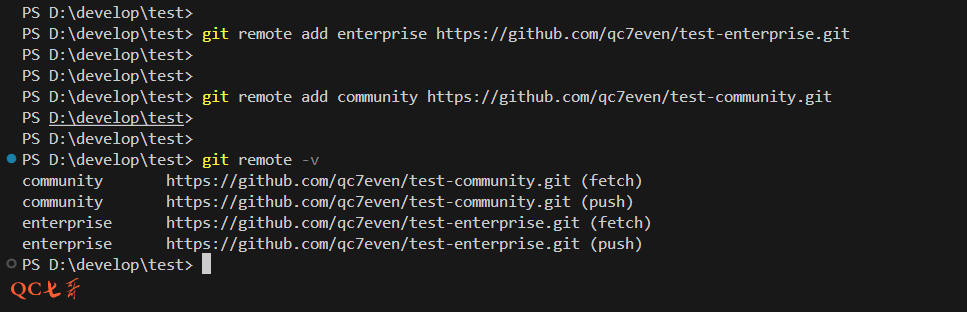 PS D:\develop\test>
PS D:\develop\test> git remote add enterprise https://github.com/qc7even/test-enterprise.git
PS D:\develop\test>
PS D:\develop\test>
PS D:\develop\test> git remote add community https://github.com/qc7even/test-community.git
PS D:\develop\test>
PS D:\develop\test>
PS D:\develop\test> git remote -v
community https://github.com/qc7even/test-community.git (fetch)
community https://github.com/qc7even/test-community.git (push)
enterprise https://github.com/qc7even/test-enterprise.git (fetch)
enterprise https://github.com/qc7even/test-enterprise.git (push)
PS D:\develop\test>
QC七哥